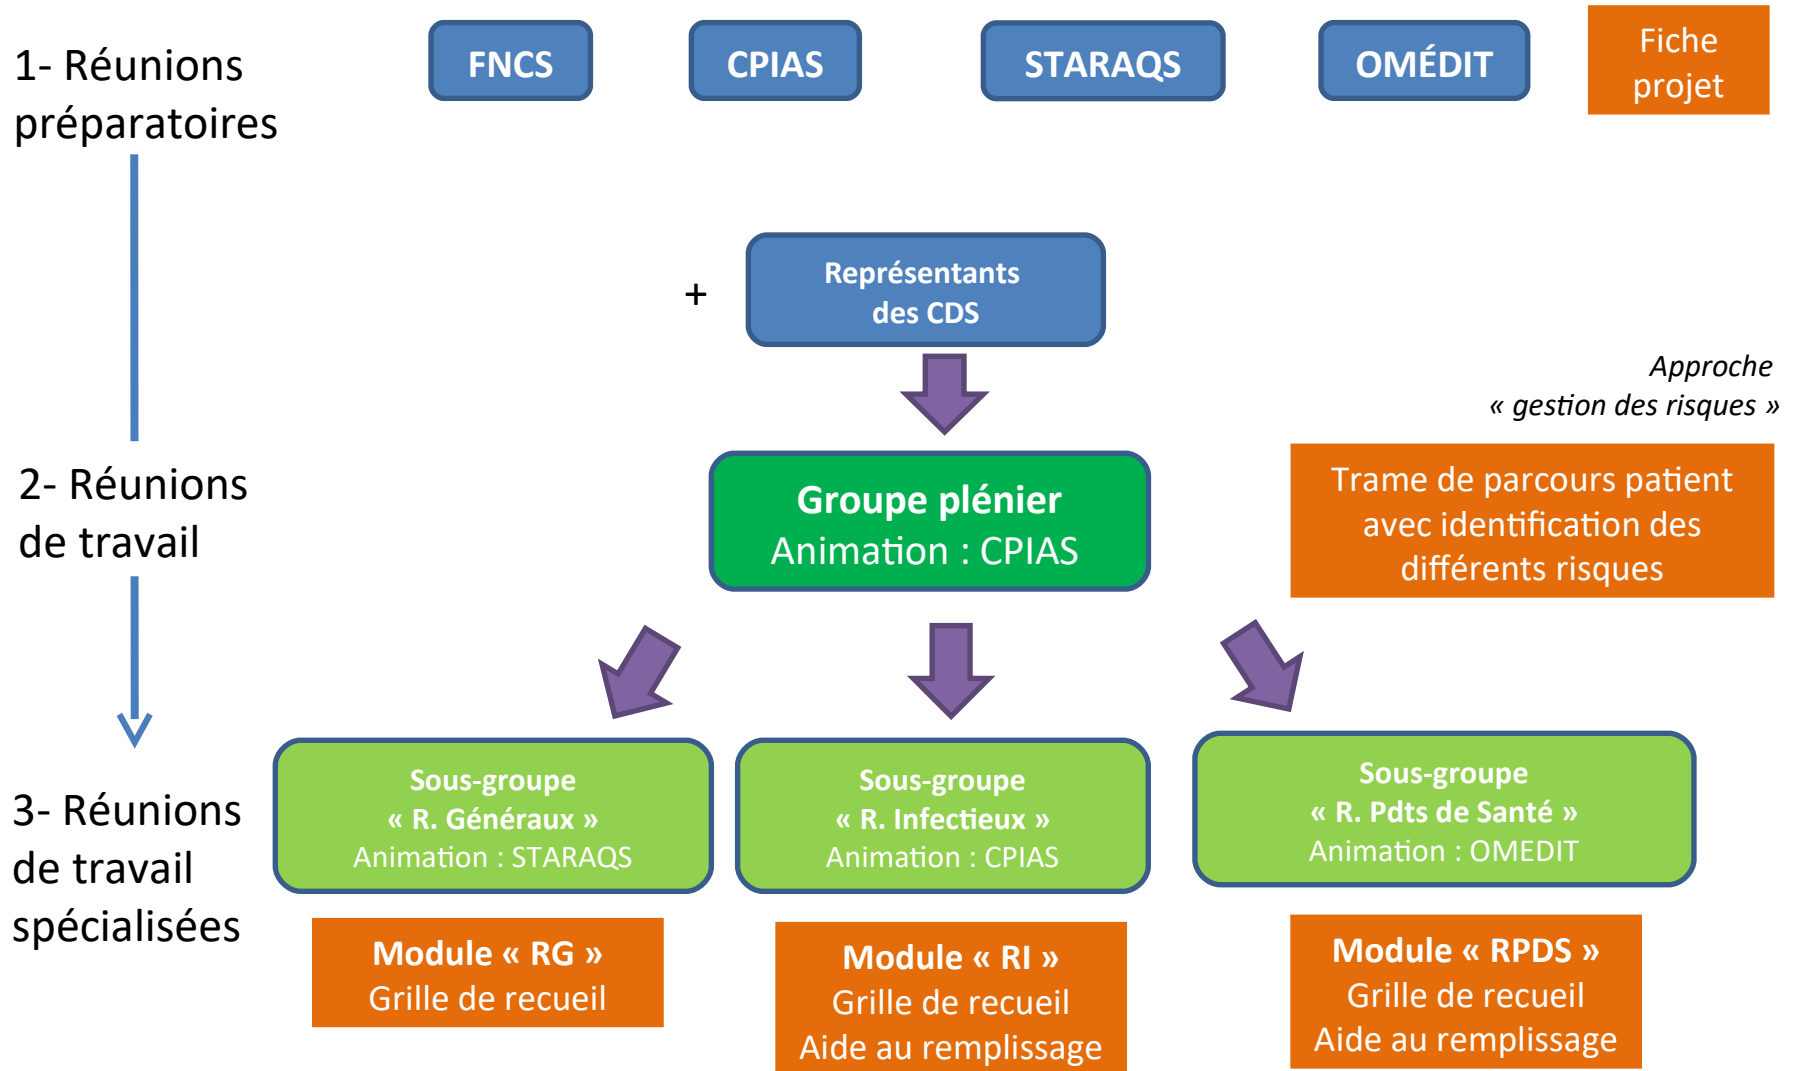 1- Réunions
préparatoires
FNCS
CPIAS
STARAQS
OMÉDIT
Fiche
projet
+
Représentants
des CDS
Approche
« gestion des risques »
2- Réunions
de travail
Groupe plénier
Animation : CPIAS
Trame de parcours patient
avec identification des
différents risques
3- Réunions
de travail
spécialisées
Sous-groupe
« R. Généraux »
Animation : STARAQS
Sous-groupe
« R. Infectieux »
Animation : CPIAS
Sous-groupe
« R. Pdts de Santé »
Animation : OMEDIT
Module « RG »
Grille de recueil
Module « RI »
Grille de recueil
Aide au remplissage
Module « RPDS »
Grille de recueil
Aide au remplissage